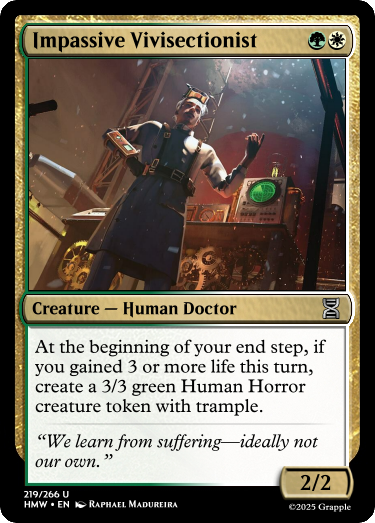 Impassive Vivisectionist
Creature — Human Doctor
At the beginning of your end step, if
you gained 3 or more life this turn,
create a 3/3 green Human Horror
creature token with trample.
“We learn from suffering—ideally not
our own.”
2/2
219/266 U
HMW • EN Raphael Madureira
©2025 Grapple